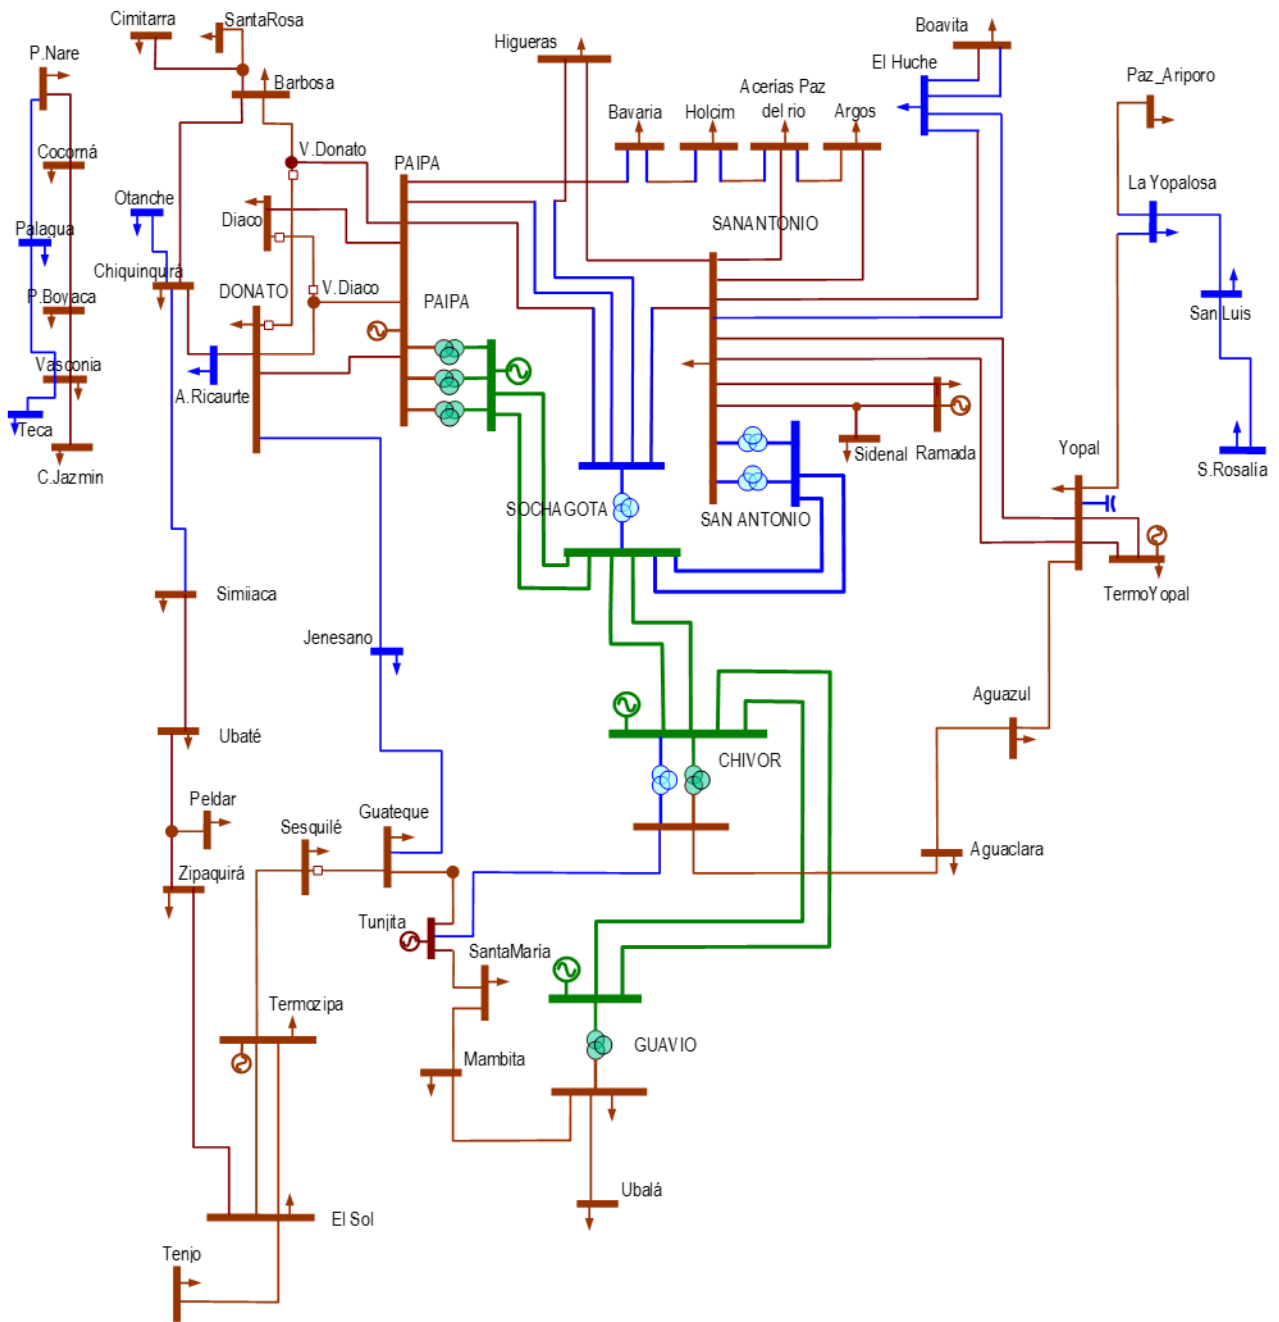 Cimitarra
SantaRosa
P.Nare
Barbosa
Higueras
Boavita
El Huche
Paz_Ariporo
Acerías Paz
del rio
Bavaria
Holcim
Argos
V.Donato
PAIPA
Cocorná
Otanche
Diaco
La Yopalosa
SANANTONIO
Palagua
Chiquinquirá
DONATO
V.Diaco
P.Boyaca
PAIPA
San Luis
Vasconia
A.Ricaurte
Teca
C.Jazmin
Sidenal
Ramada
Yopal
S.Rosalía
SOCHAGOTA
SAN ANTONIO
Simiiaca
TermoYopal
Jenesano
Aguazul
Ubaté
CHIVOR
Peldar
Sesquilé
Guateque
Aguaclara
Zipaquirá
Tunjita
SantaMaría
Termozipa
GUAVIO
Mambita
Ubalá
El Sol
Tenjo